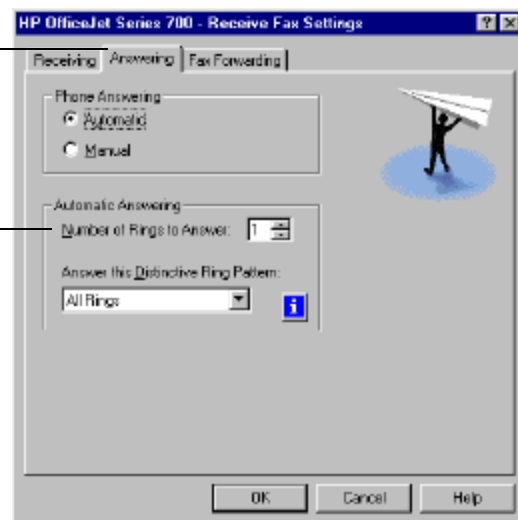 HP OfficeJet Series 700 - Receive Fax Settings
Receiving Answering Fax Forwarding
Phone Answering
Automatic
Manual
Automatic Answering
Number of Rings to Answer: 1
Answer this Distinctive Ring Pattern:
All Rings
i
OK Cancel Help